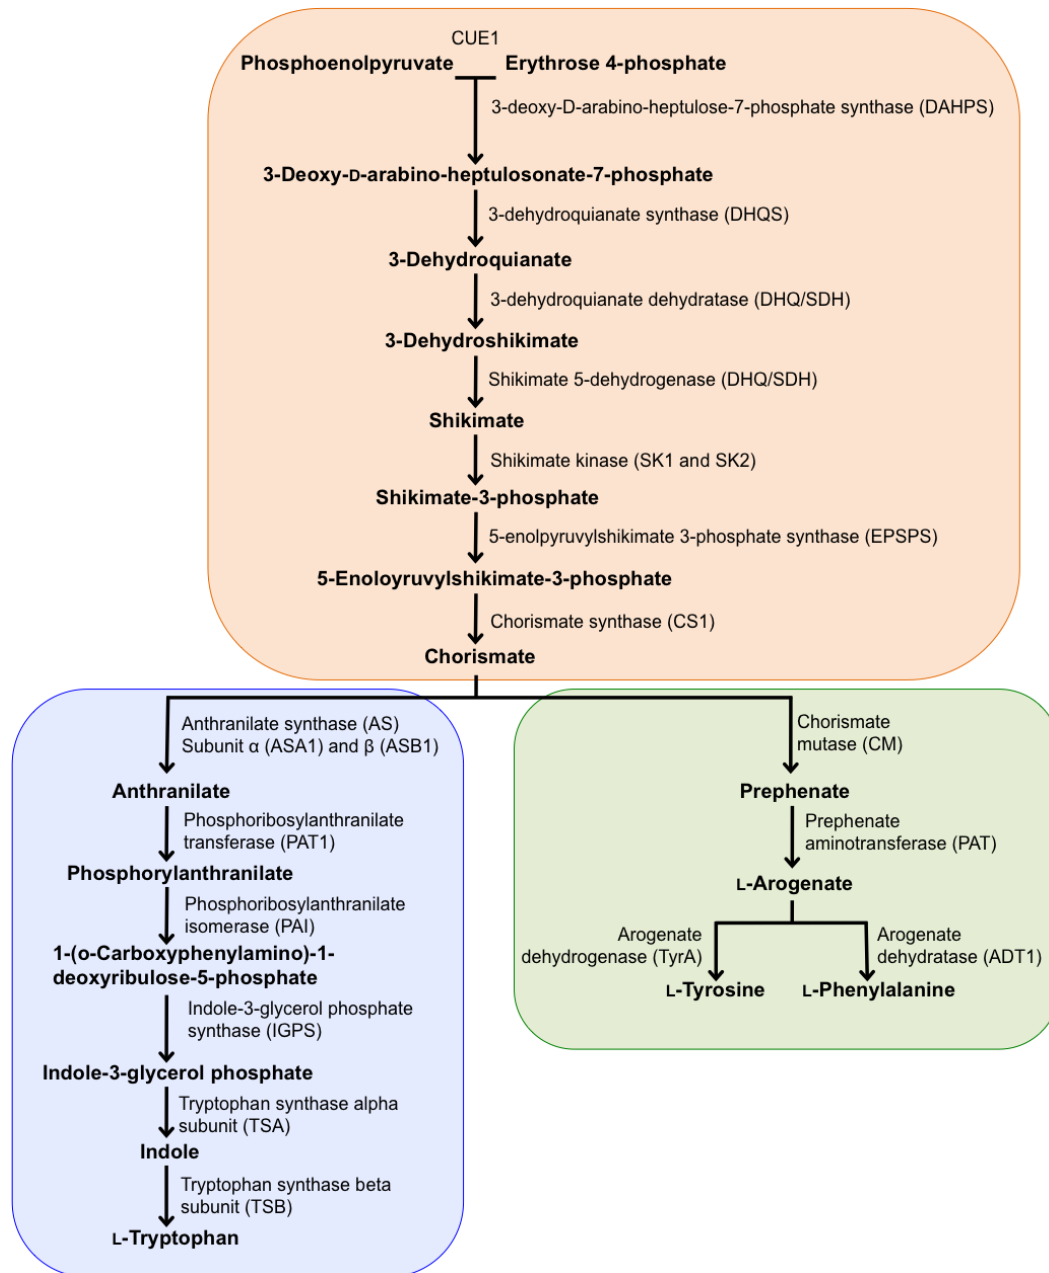 CUE1
Phosphoenolpyruvate Erythrose 4-phosphate
3-deoxy-D-arabino-heptulose-7-phosphate synthase (DAHPS)
3-Deoxy-D-arabino-heptulosonate-7-phosphate
3-dehydroquianate synthase (DHQS)
3-Dehydroquianate
3-dehydroquianate dehydratase (DHQ/SDH)
3-Dehydroshikimate
Shikimate 5-dehydrogenase (DHQ/SDH)
Shikimate
Shikimate kinase (SK1 and SK2)
Shikimate-3-phosphate
5-enolpyruvylshikimate 3-phosphate synthase (EPSPS)
5-Enoloyruvylshikimate-3-phosphate
Chorismate synthase (CS1)
Chorismate
Anthranilate synthase (AS)
Subunit α (ASA1) and β (ASB1)
Anthranilate
Phosphoribosylanthranilate
transferase (PAT1)
Phosphorylanthranilate
Phosphoribosylanthranilate
isomerase (PAI)
1-(o-Carboxyphenylamino)-1-
deoxyribulose-5-phosphate
Indole-3-glycerol phosphate
synthase (IGPS)
Indole-3-glycerol phosphate
Tryptophan synthase alpha
subunit (TSA)
Indole
Tryptophan synthase beta
subunit (TSB)
L-Tryptophan
Chorismate
mutase (CM)
Prephenate
Prephenate
aminotransferase (PAT)
L-Arogenate
Arogenate
dehydrogenase (TyrA)
Arogenate
dehydratase (ADT1)
L-Tyrosine
L-Phenylalanine